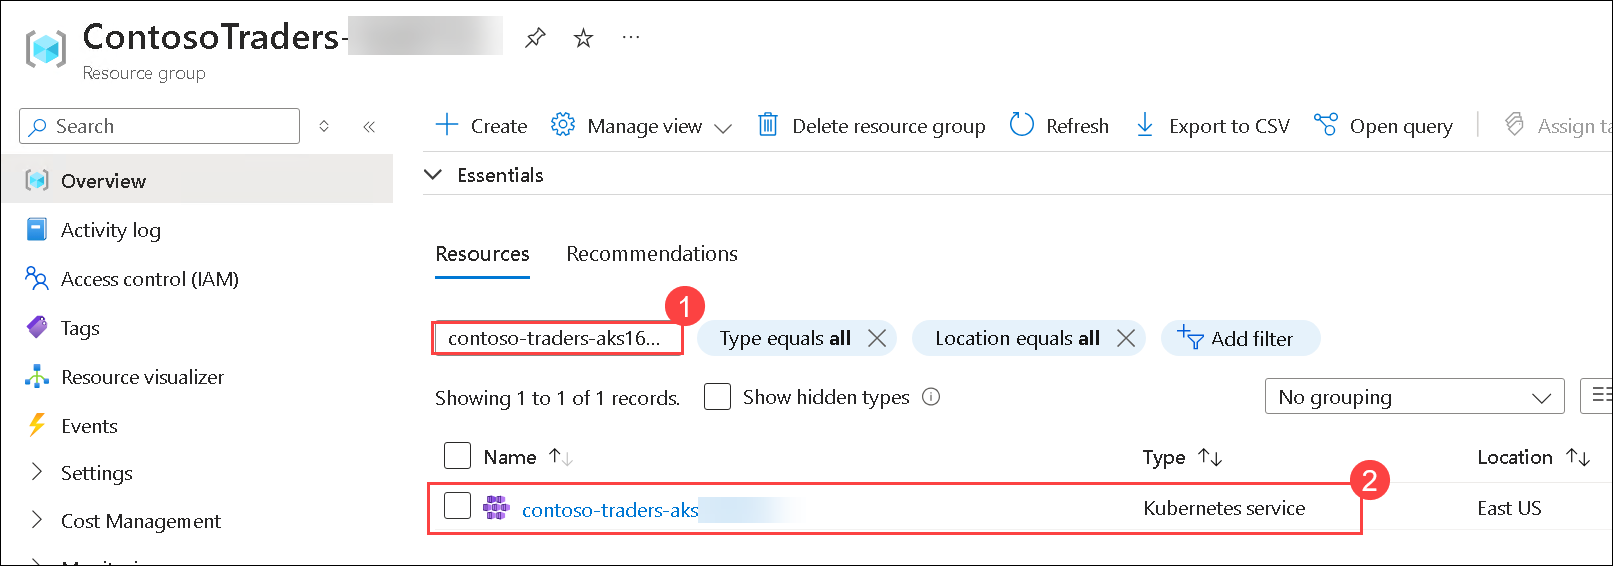 ContosoTraders-
Resource group
Search
Create Manage view Delete resource group Refresh Export to CSV Open query Assign
Essentials
Overview
Activity log
Access control (IAM)
Tags
Resource visualizer
Events
Settings
Cost Management
Resources Recommendations
1
contoso-traders-aks16... Type equals all Location equals all Add filter
Showing 1 to 1 of 1 records. Show hidden types No grouping
Name Type Location
2
contoso-traders-aks Kubernetes service East US